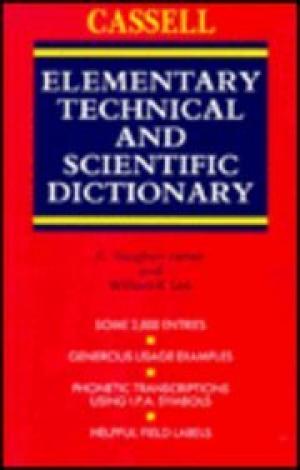 CASSELL
ELEMENTARY
TECHNICAL
AND
SCIENTIFIC
DICTIONARY
and
SOME 2,000 ENTRIES
GENEROUS USAGE EXAMPLES
PHONETIC TRANSCRIPTIONS
USING I.P.A. SYMBOLS
HELPFUL FIELD LABELS